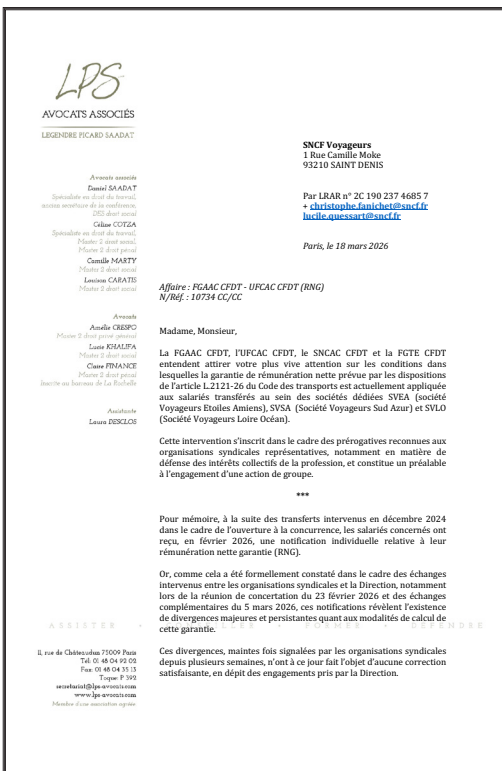 LPS
AVOCATS ASSOCIÉS
LEGENDRE PICARD SAADAT
Avocats associés
Daniel SAADAT
Spécialiste en droit du travail,
ancien secrétaire de la conférence,
DES droit social
Céline COTZA
Spécialiste en droit du travail,
Master 2 droit social,
Master 2 droit pénal
Camille MARTY
Master 2 droit social
Louison CARATIS
Master 2 droit social
Avocats
Amélie CRESPO
Master 2 droit privé général
Lucie KHALIFA
Master 2 droit social
Claire FINANCE
Master 2 droit pénal
Inscrite au barreau de La Rochelle
Assistante
Laura DESCLOS
SNCF Voyageurs
1 Rue Camille Moke
93210 SAINT DENIS
Par LRAR n° 2C 190 237 4685 7
+ christophe.fanichet@sncf.fr
lucile.quessart@sncf.fr
Paris, le 18 mars 2026
Affaire : FGAAC CFDT - UFCAC CFDT (RNG)
N/Réf. : 10734 CC/CC
Madame, Monsieur,
La FGAAC CFDT, l'UFCAC CFDT, le SNCAC CFDT et la FGTE CFDT
entendent attirer votre plus vive attention sur les conditions dans
lesquelles la garantie de rémunération nette prévue par les dispositions
de l'article L.2121-26 du Code des transports est actuellement appliquée
aux salariés transférés au sein des sociétés dédiées SVEA (société
Voyageurs Etoiles Amiens), SVSA (Société Voyageurs Sud Azur) et SVLO
(Société Voyageurs Loire Océan).
Cette intervention s'inscrit dans le cadre des prérogatives reconnues aux
organisations syndicales représentatives, notamment en matière de
défense des intérêts collectifs de la profession, et constitue un préalable
à l'engagement d'une action de groupe.
***
Pour mémoire, à la suite des transferts intervenus en décembre 2024
dans le cadre de l'ouverture à la concurrence, les salariés concernés ont
reçu, en février 2026, une notification individuelle relative à leur
rémunération nette garantie (RNG).
Or, comme cela a été formellement constaté dans le cadre des échanges
intervenus entre les organisations syndicales et la Direction, notamment
lors de la réunion de concertation du 23 février 2026 et des échanges
complémentaires du 5 mars 2026, ces notifications révèlent l'existence
de divergences majeures et persistantes quant aux modalités de calcul de
cette garantie.
ASSISTER • FORMER • DÉFENDRE
Ces divergences, maintes fois signalées par les organisations syndicales
depuis plusieurs semaines, n'ont à ce jour fait l'objet d'aucune correction
satisfaisante, en dépit des engagements pris par la Direction.
11, rue de Châteaudun 75009 Paris
Tél: 01 48 04 92 02
Fax: 01 48 04 35 13
Toque: P 392
secretariat@lps-avocats.com
www.lps-avocats.com
Membre d'une association agréée